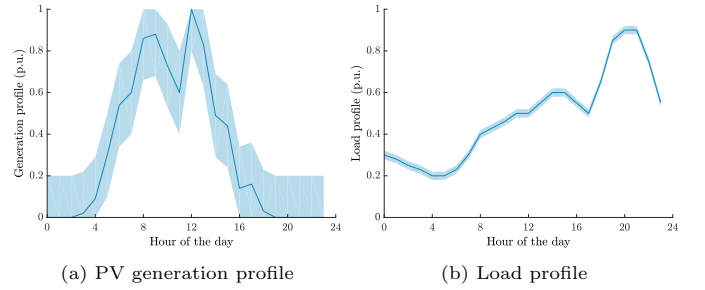 1
0.8
0.6
0.4
0.2
0
Generation profile (p.u.)
0 4 8 12 16 20 24
Hour of the day
(a) PV generation profile
1
0.8
0.6
0.4
0.2
0
Load profile (p.u.)
0 4 8 12 16 20 24
Hour of the day
(b) Load profile